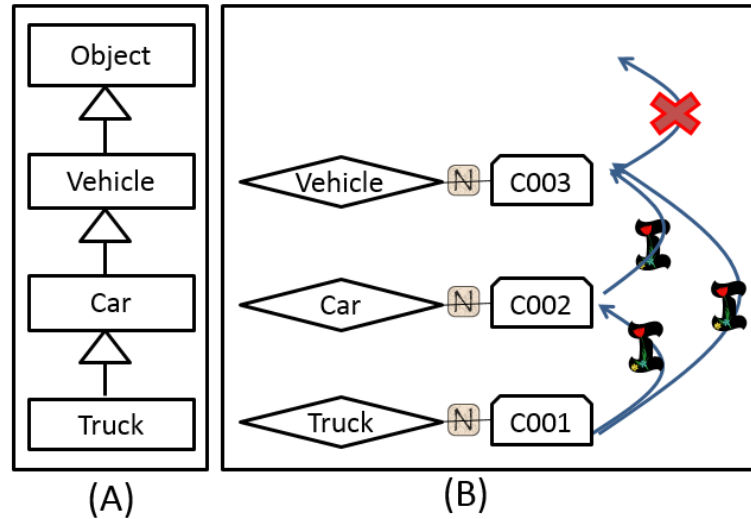 Object
Vehicle
Car
Truck
(A)
Vehicle N C003
Car N C002
Truck N C001
I
I
I
(B)